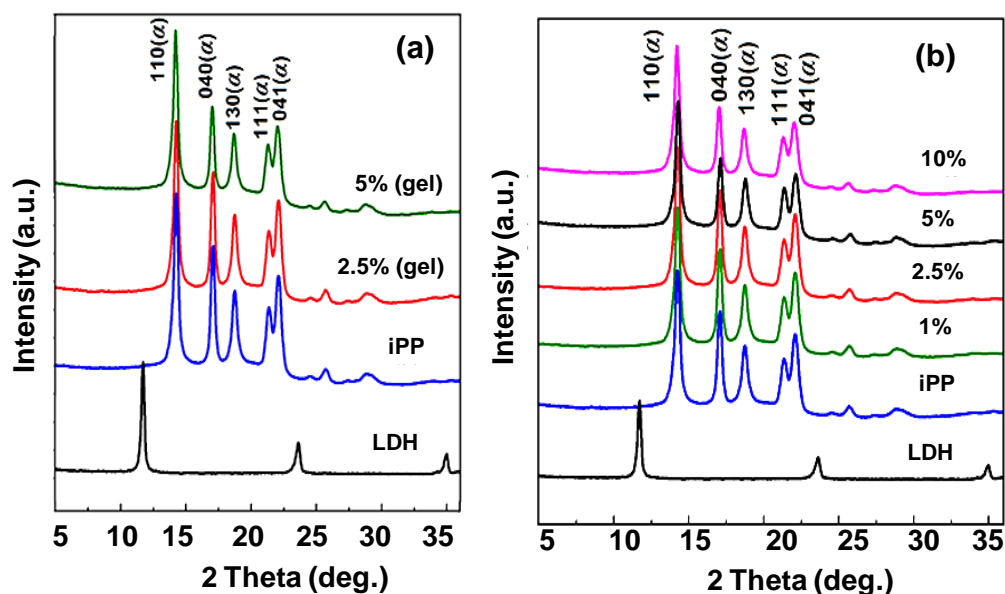 (a)
110(α)
040(α)
130(α)
111(α)
041(α)
5% (gel)
2.5% (gel)
iPP
LDH
Intensity (a.u.)
5 10 15 20 25 30 35
2 Theta (deg.)
(b)
110(α)
040(α)
130(α)
111(α)
041(α)
10%
5%
2.5%
1%
iPP
LDH
Intensity (a.u.)
5 10 15 20 25 30 35
2 Theta (deg.)